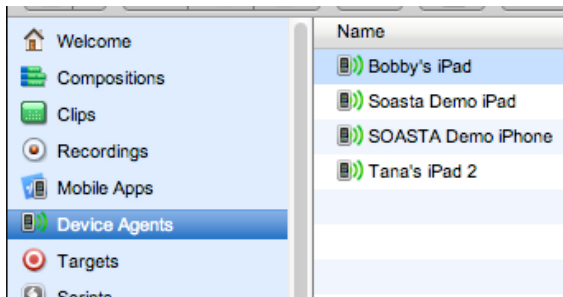 Welcome
Compositions
Clips
Recordings
Mobile Apps
Device Agents
Targets
Scripts
Name
Bobby's iPad
Soasta Demo iPad
SOASTA Demo iPhone
Tana's iPad 2